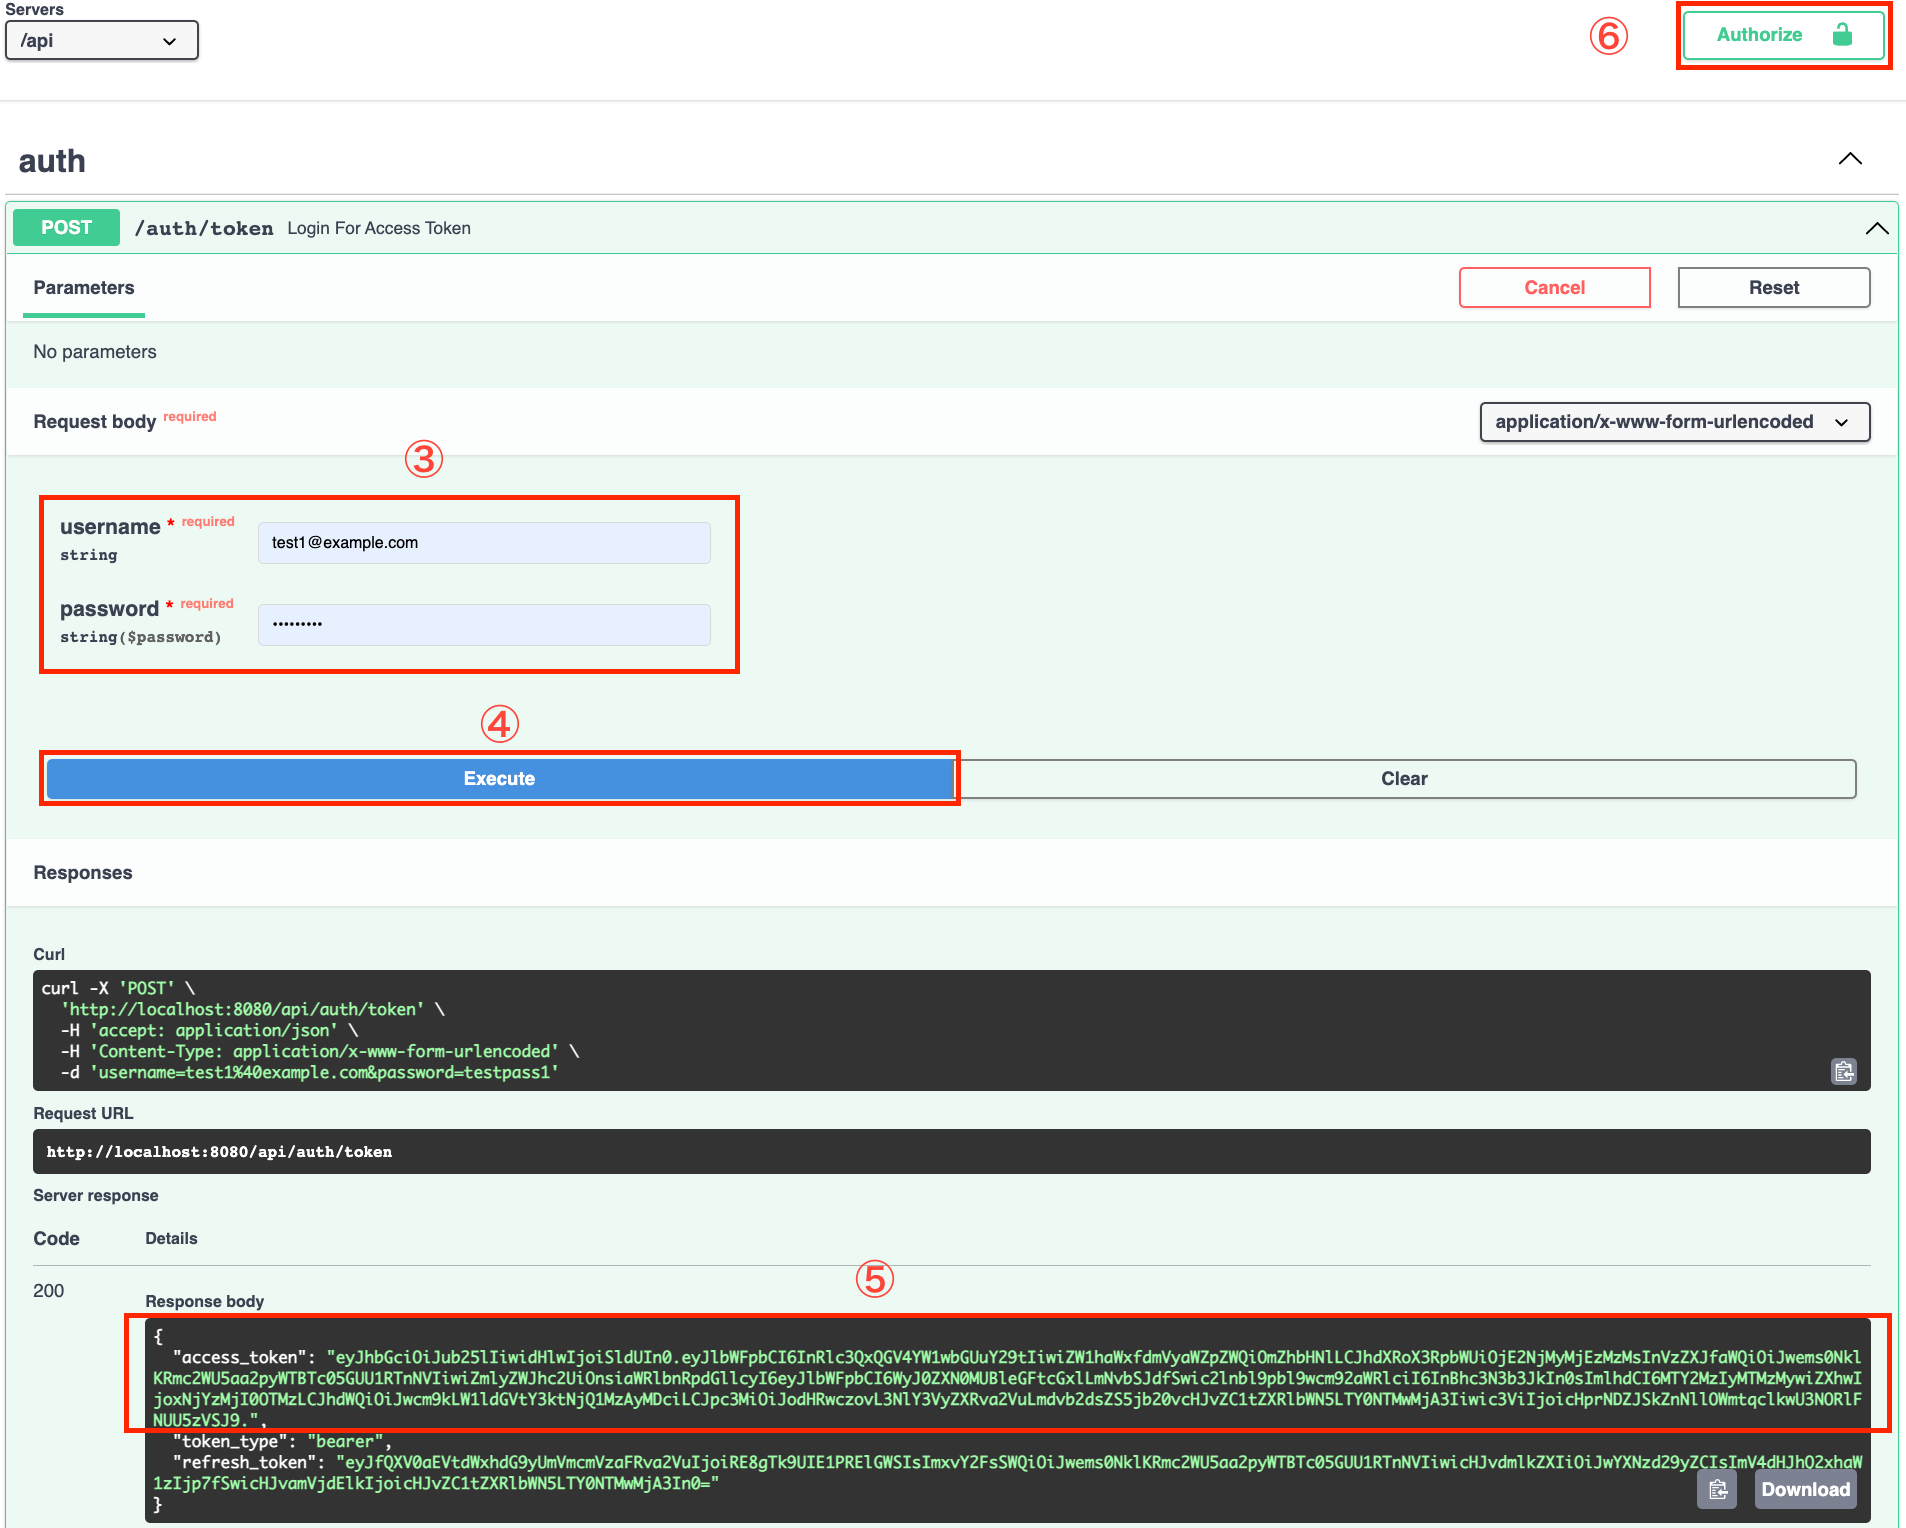 Servers
/api
⑥
Authorize
auth
POST /auth/token Login For Access Token
Parameters
Cancel
Reset
No parameters
Request body required
application/x-www-form-urlencoded
③
username * required
string
test1@example.com
password * required
string($password)
•••••••••
④
Execute
Clear
Responses
Curl
curl -X 'POST' \
'http://localhost:8080/api/auth/token' \
-H 'accept: application/json' \
-H 'Content-Type: application/x-www-form-urlencoded' \
-d 'username=test1%40example.com&password=testpass1'
Request URL
http://localhost:8080/api/auth/token
Server response
Code Details
⑤
200
Response body
{
"access_token":
"token_type": "bearer",
"refresh_token":
}
Download